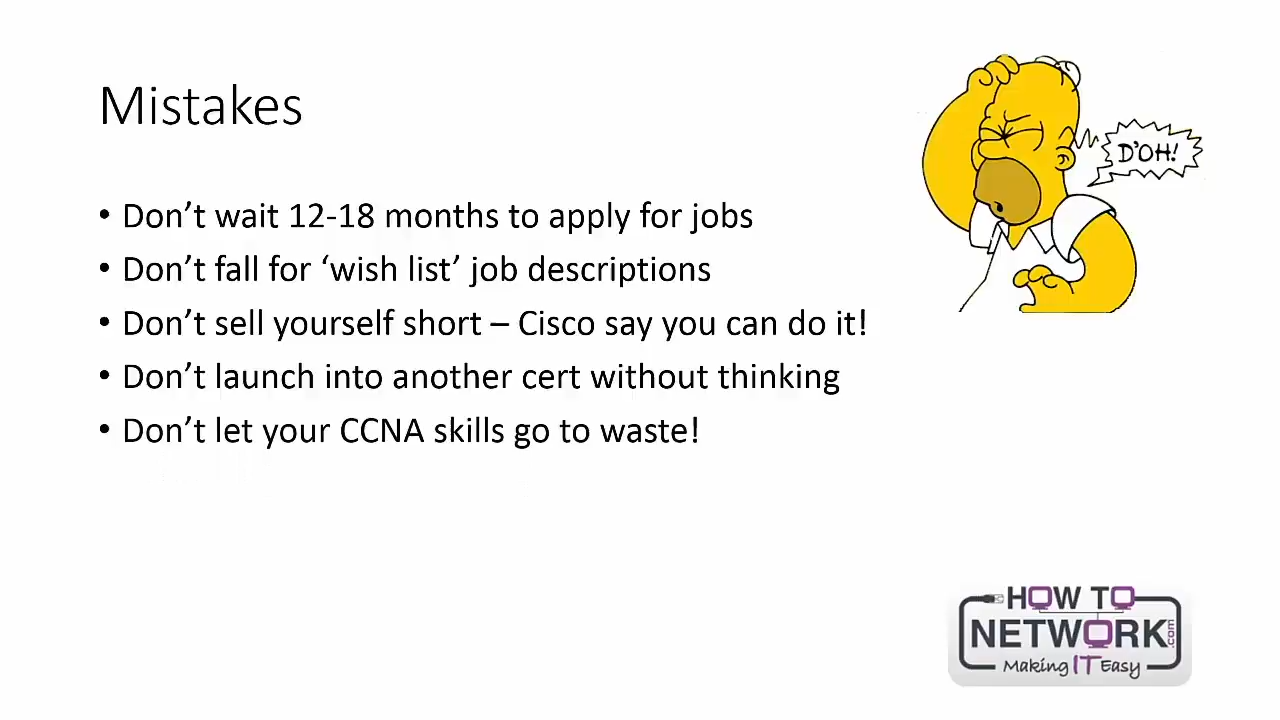 Mistakes
D'OH!
• Don’t wait 12-18 months to apply for jobs
• Don’t fall for ‘wish list’ job descriptions
• Don’t sell yourself short – Cisco say you can do it!
• Don’t launch into another cert without thinking
• Don’t let your CCNA skills go to waste!
HOW TO
NETWORK.com
Making IT Easy